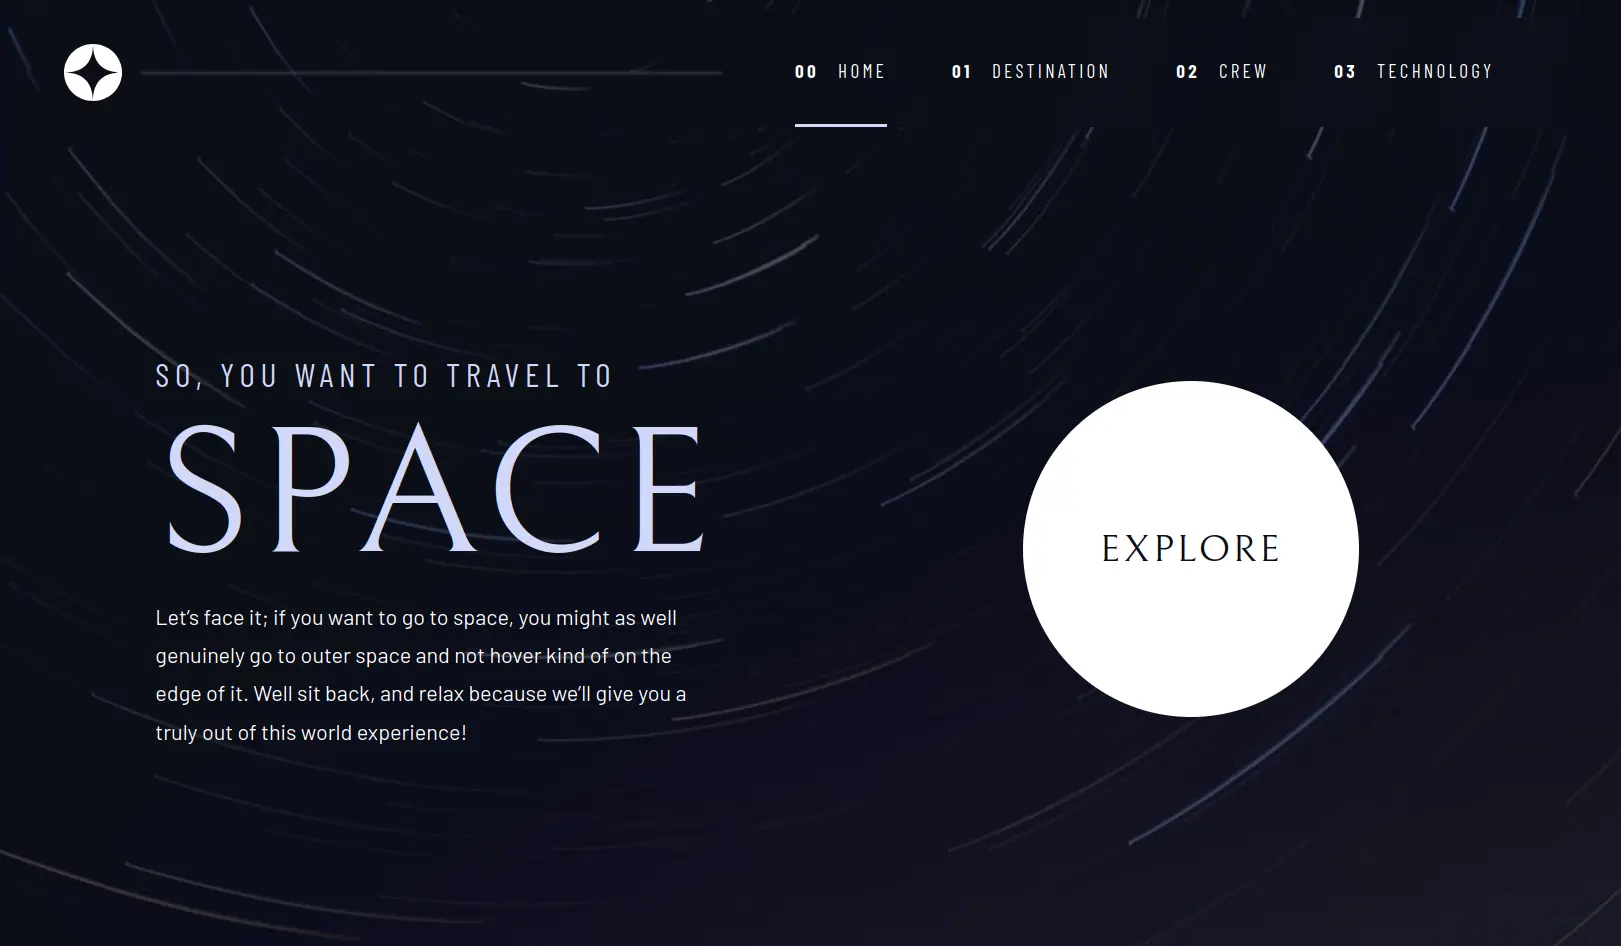 00 HOME 01 DESTINATION 02 CREW 03 TECHNOLOGY
SO, YOU WANT TO TRAVEL TO
SPACE
Let’s face it; if you want to go to space, you might as well
genuinely go to outer space and not hover kind of on the
edge of it. Well sit back, and relax because we’ll give you a
truly out of this world experience!
EXPLORE